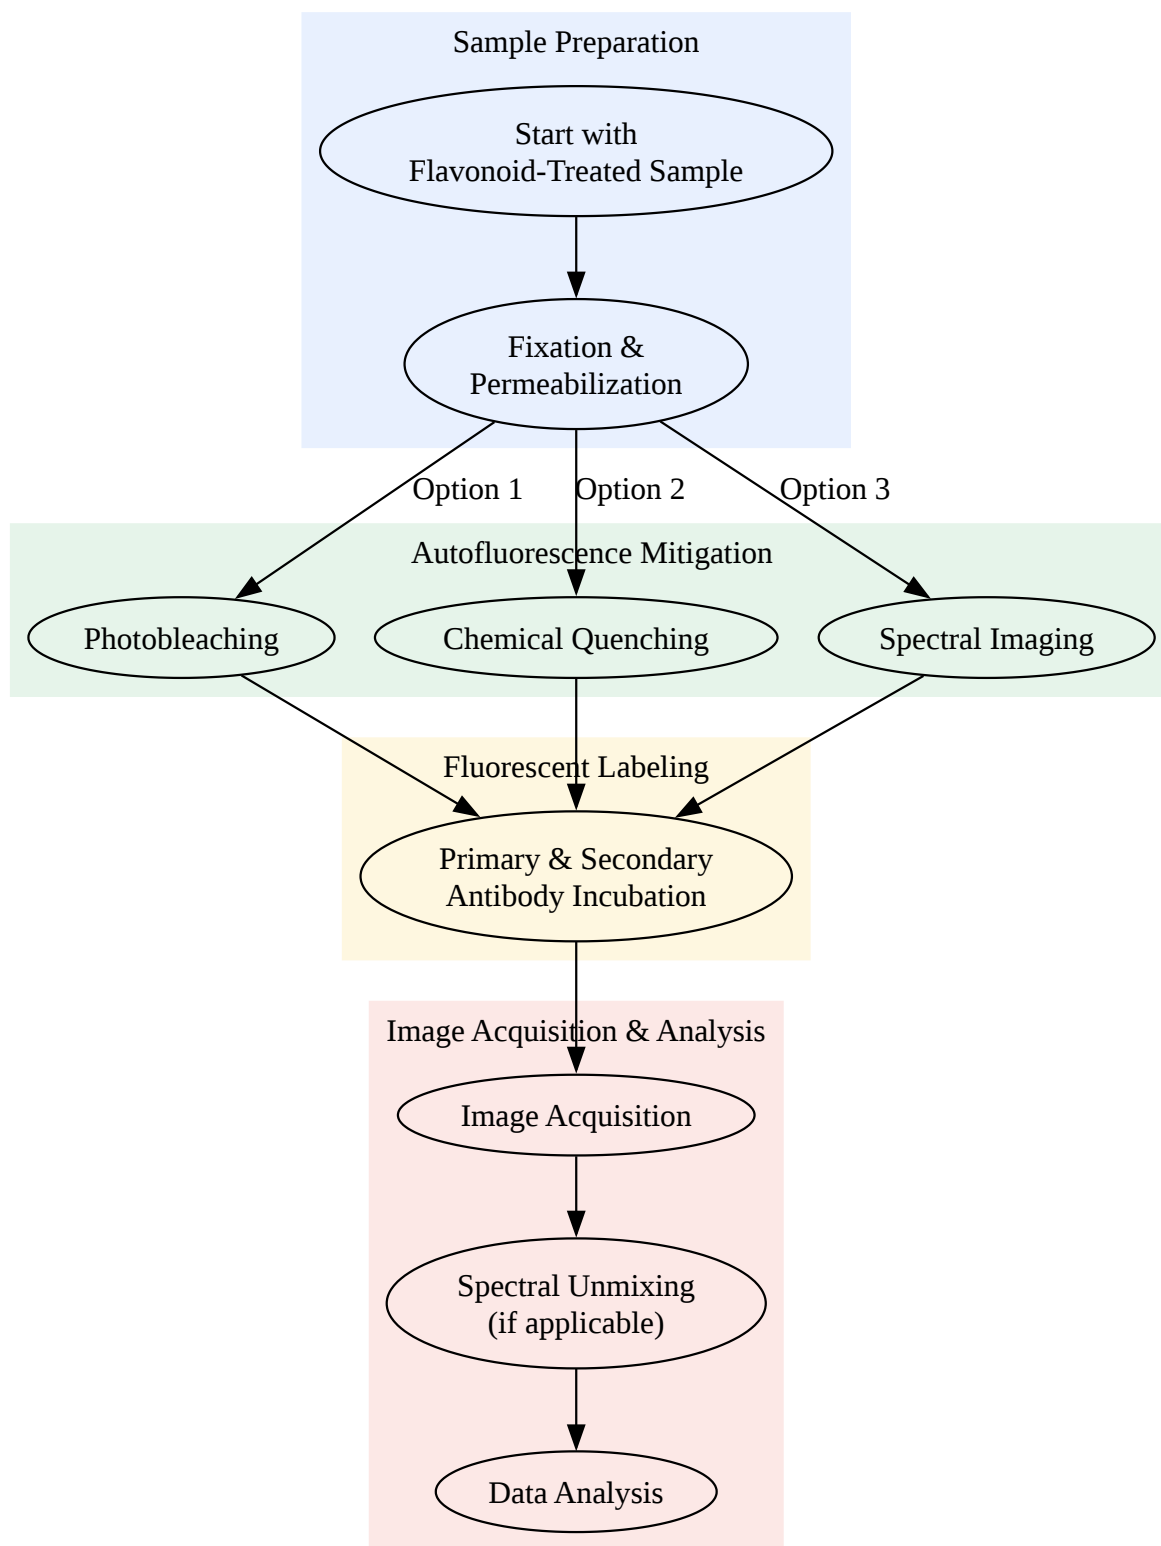 Sample Preparation
Start with
Flavonoid-Treated Sample
Fixation &
Permeabilization
Option 1
Option 2
Option 3
Autofluorescence Mitigation
Photobleaching
Chemical Quenching
Spectral Imaging
Fluorescent Labeling
Primary & Secondary
Antibody Incubation
Image Acquisition & Analysis
Image Acquisition
Spectral Unmixing
(if applicable)
Data Analysis